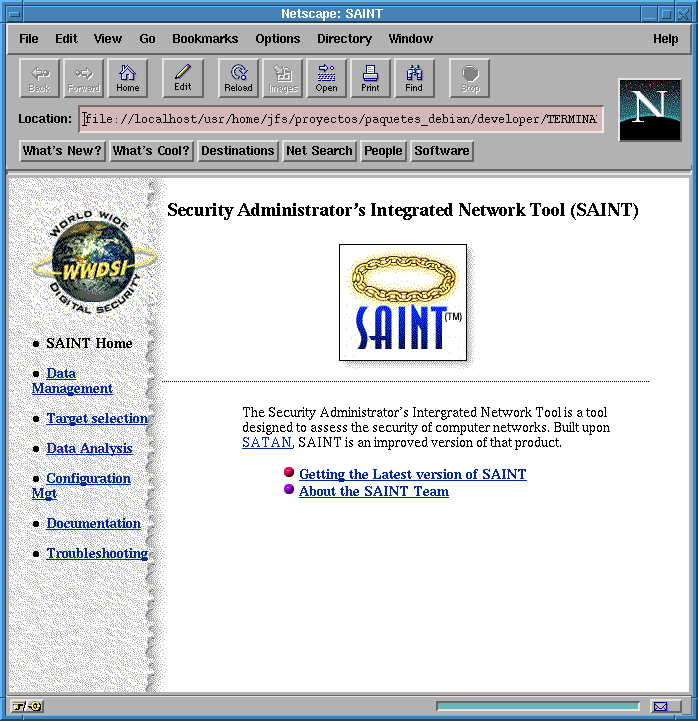 Netscape: SAINT
File Edit View Go Bookmarks Options Directory Window Help
Back Forward Home Edit Reload Images Open Print Find Stop
N
Location: file://localhost/usr/home/jfs/proyectos/paquetes_debian/developer/TERMINA
What's New? What's Cool? Destinations Net Search People Software
WORLD WIDE
WWDSI
DIGITAL SECURITY
SAINT Home
Data
Management
Target selection
Data Analysis
Configuration
Mgt
Documentation
Troubleshooting
Security Administrator's Integrated Network Tool (SAINT)
SAINT (TM)
The Security Administrator's Intergrated Network Tool is a tool
designed to assess the security of computer networks. Built upon
SATAN, SAINT is an improved version of that product.
Getting the Latest version of SAINT
About the SAINT Team